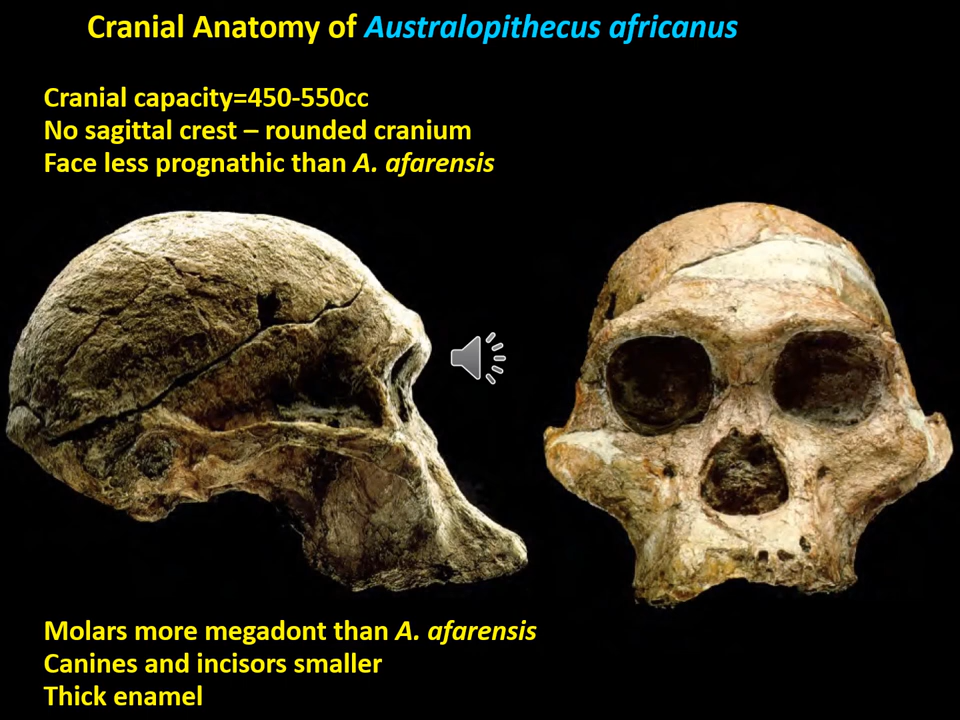 Cranial Anatomy of Australopithecus africanus
Cranial capacity=450-550cc
No sagittal crest – rounded cranium
Face less prognathic than A. afarensis
Molars more megadont than A. afarensis
Canines and incisors smaller
Thick enamel